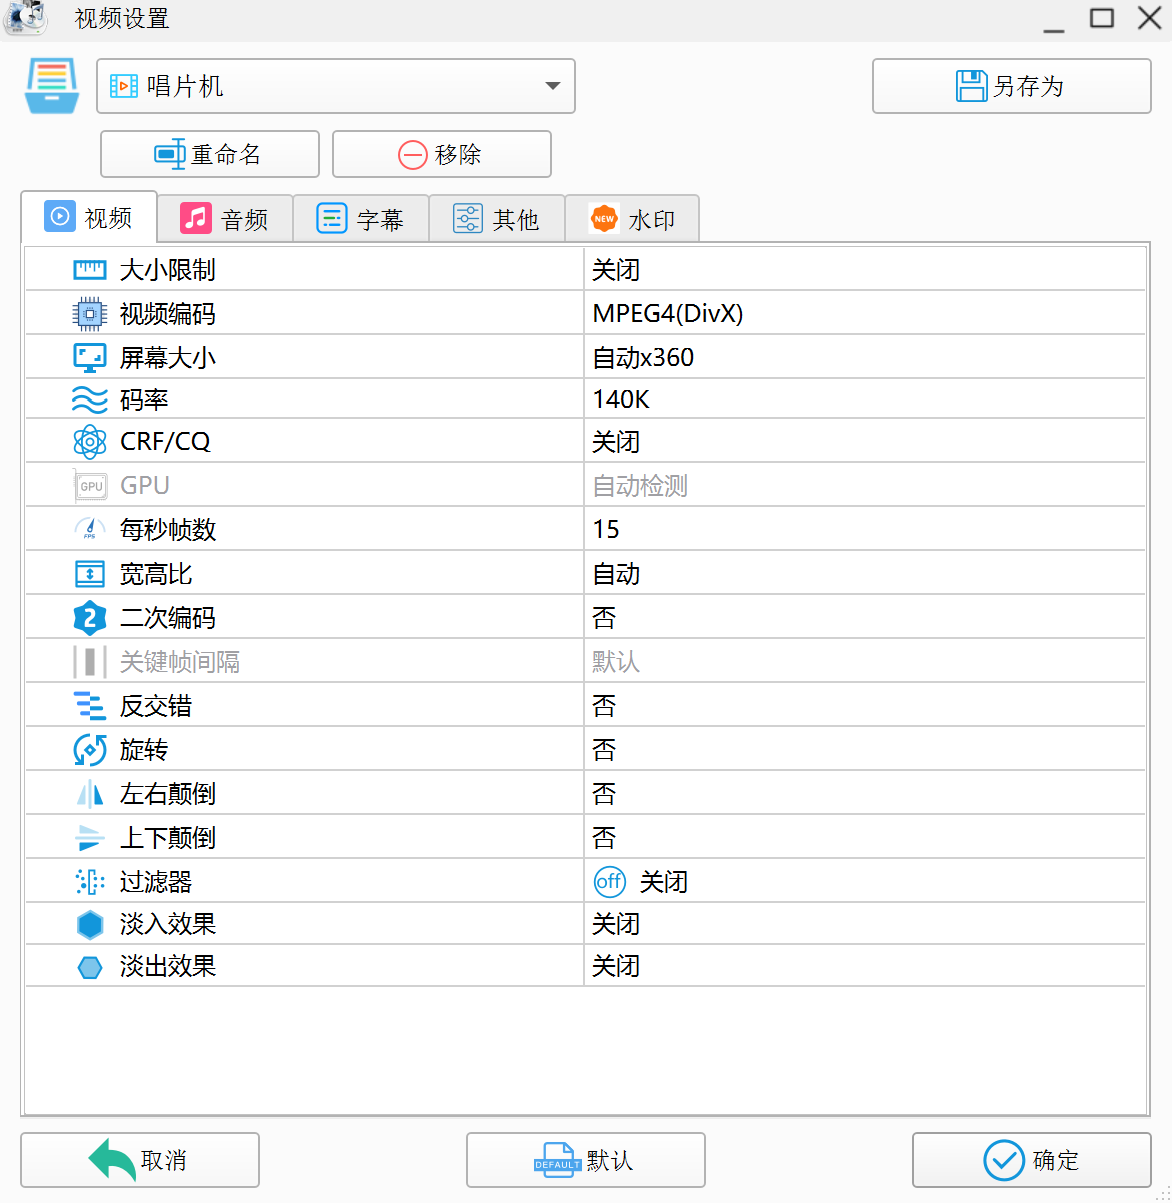 视频设置
唱片机
另存为
重命名 移除
视频 音频 字幕 其他 NEW 水印
大小限制 关闭
视频编码 MPEG4(DivX)
屏幕大小 自动x360
码率 140K
CRF/CQ 关闭
GPU GPU 自动检测
FPS 每秒帧数 15
宽高比 自动
2 二次编码 否
关键帧间隔 默认
反交错 否
旋转 否
左右颠倒 否
上下颠倒 否
过滤器 off 关闭
淡入效果 关闭
淡出效果 关闭
取消 DEFAULT 默认 确定